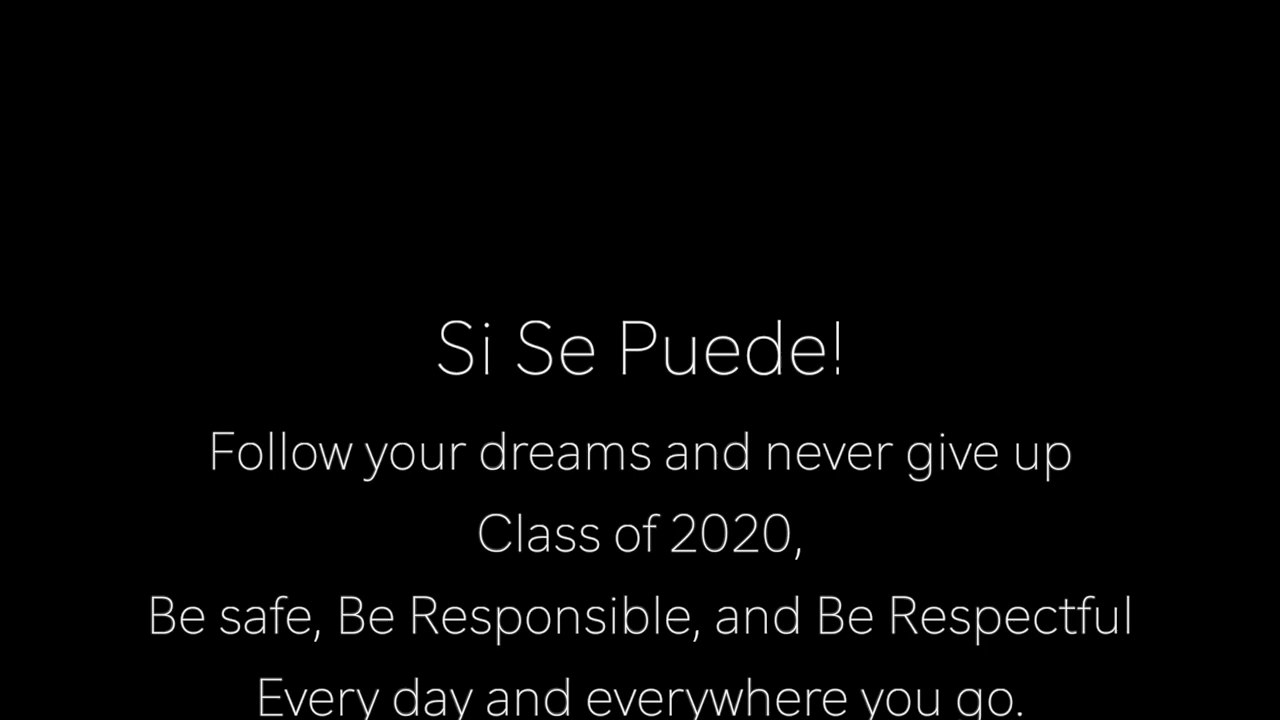 Si Se Puede!
Follow your dreams and never give up
Class of 2020,
Be safe, Be Responsible, and Be Respectful
Every day and everywhere you go.